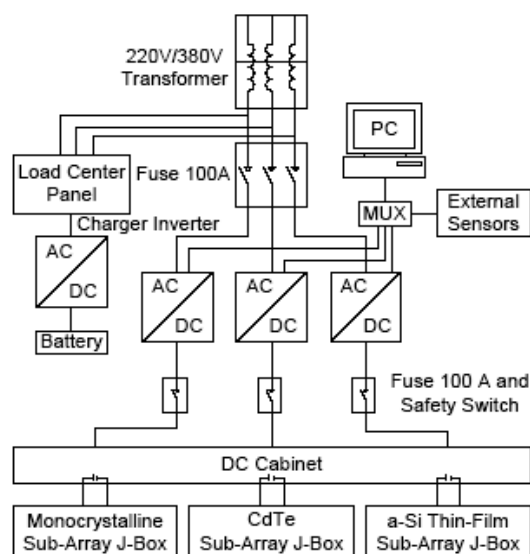 220V/380V
Transformer
PC
Load Center
Panel
Fuse 100A
MUX
External
Sensors
Charger Inverter
AC
DC
AC
DC
AC
DC
AC
DC
Battery
Fuse 100 A and
Safety Switch
DC Cabinet
Monocrystalline
Sub-Array J-Box
CdTe
Sub-Array J-Box
a-Si Thin-Film
Sub-Array J-Box